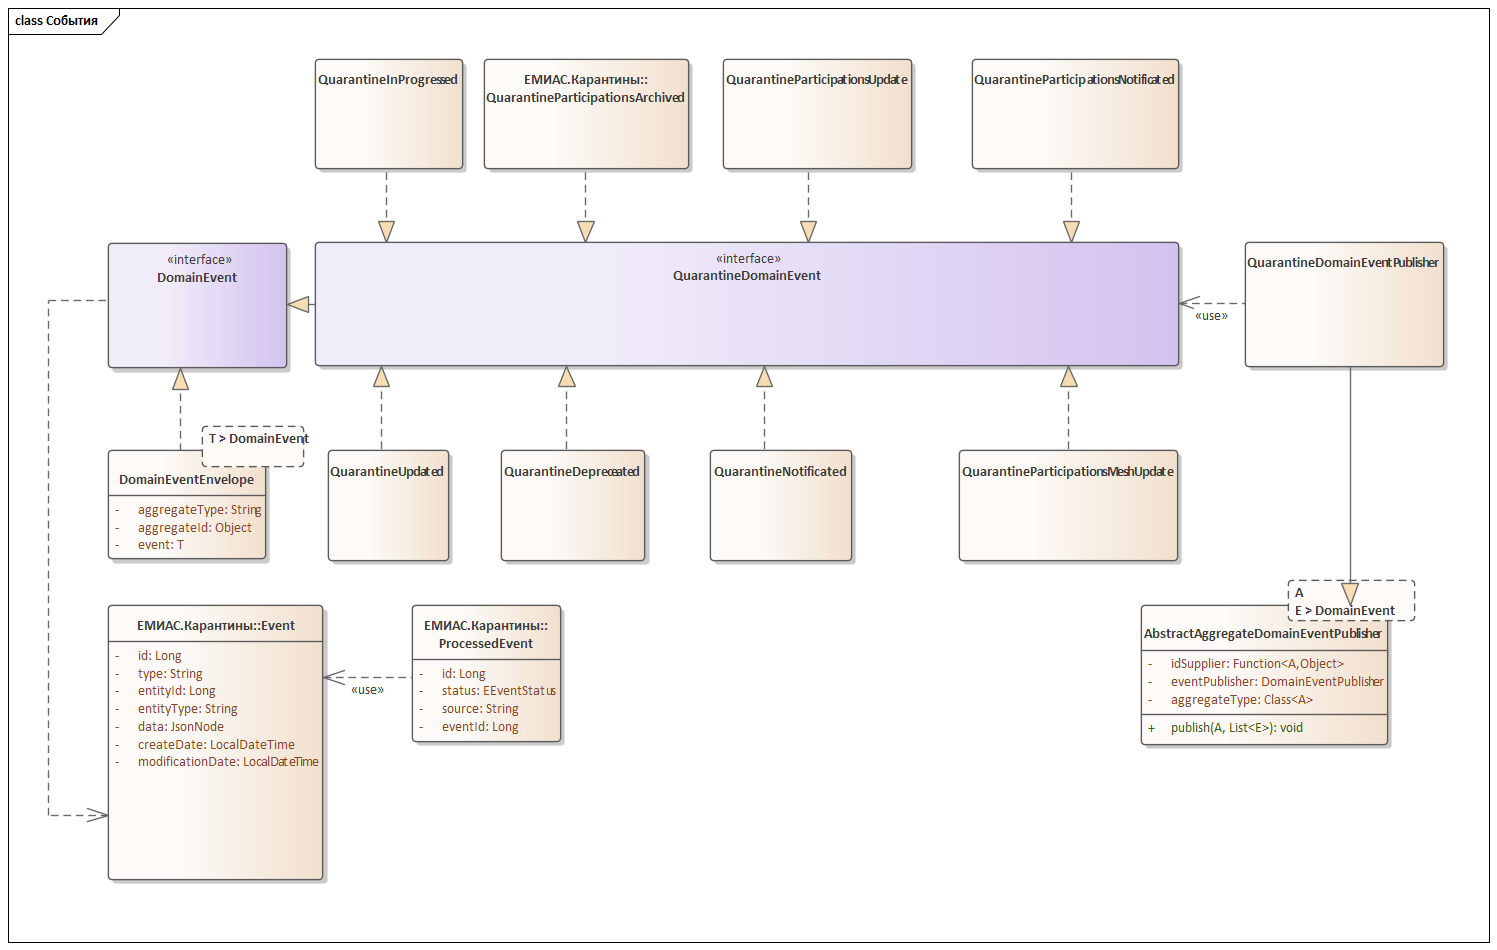 class События
QuarantineInProgressed
ЕМИАС.Карантины::
QuarantineParticipationsArchived
QuarantineParticipationsUpdate
QuarantineParticipationsNotificated
«interface»
DomainEvent
«interface»
QuarantineDomainEvent
QuarantineDomainEventPublisher
«use»
T > DomainEvent
DomainEventEnvelope
- aggregateType: String
- aggregateId: Object
- event: T
QuarantineUpdated
QuarantineDeprecated
QuarantineNotificated
QuarantineParticipationsMeshUpdate
ЕМИАС.Карантины::Event
- id: Long
- type: String
- entityId: Long
- entityType: String
- data: JsonNode
- createDate: LocalDateTime
- modificationDate: LocalDateTime
«use»
ЕМИАС.Карантины::
ProcessedEvent
- id: Long
- status: EEventStatus
- source: String
- eventId: Long
A
E > DomainEvent
AbstractAggregateDomainEventPublisher
- idSupplier: Function<A,Object>
- eventPublisher: DomainEventPublisher
- aggregateType: Class<A>
+ publish(A, List<E>): void